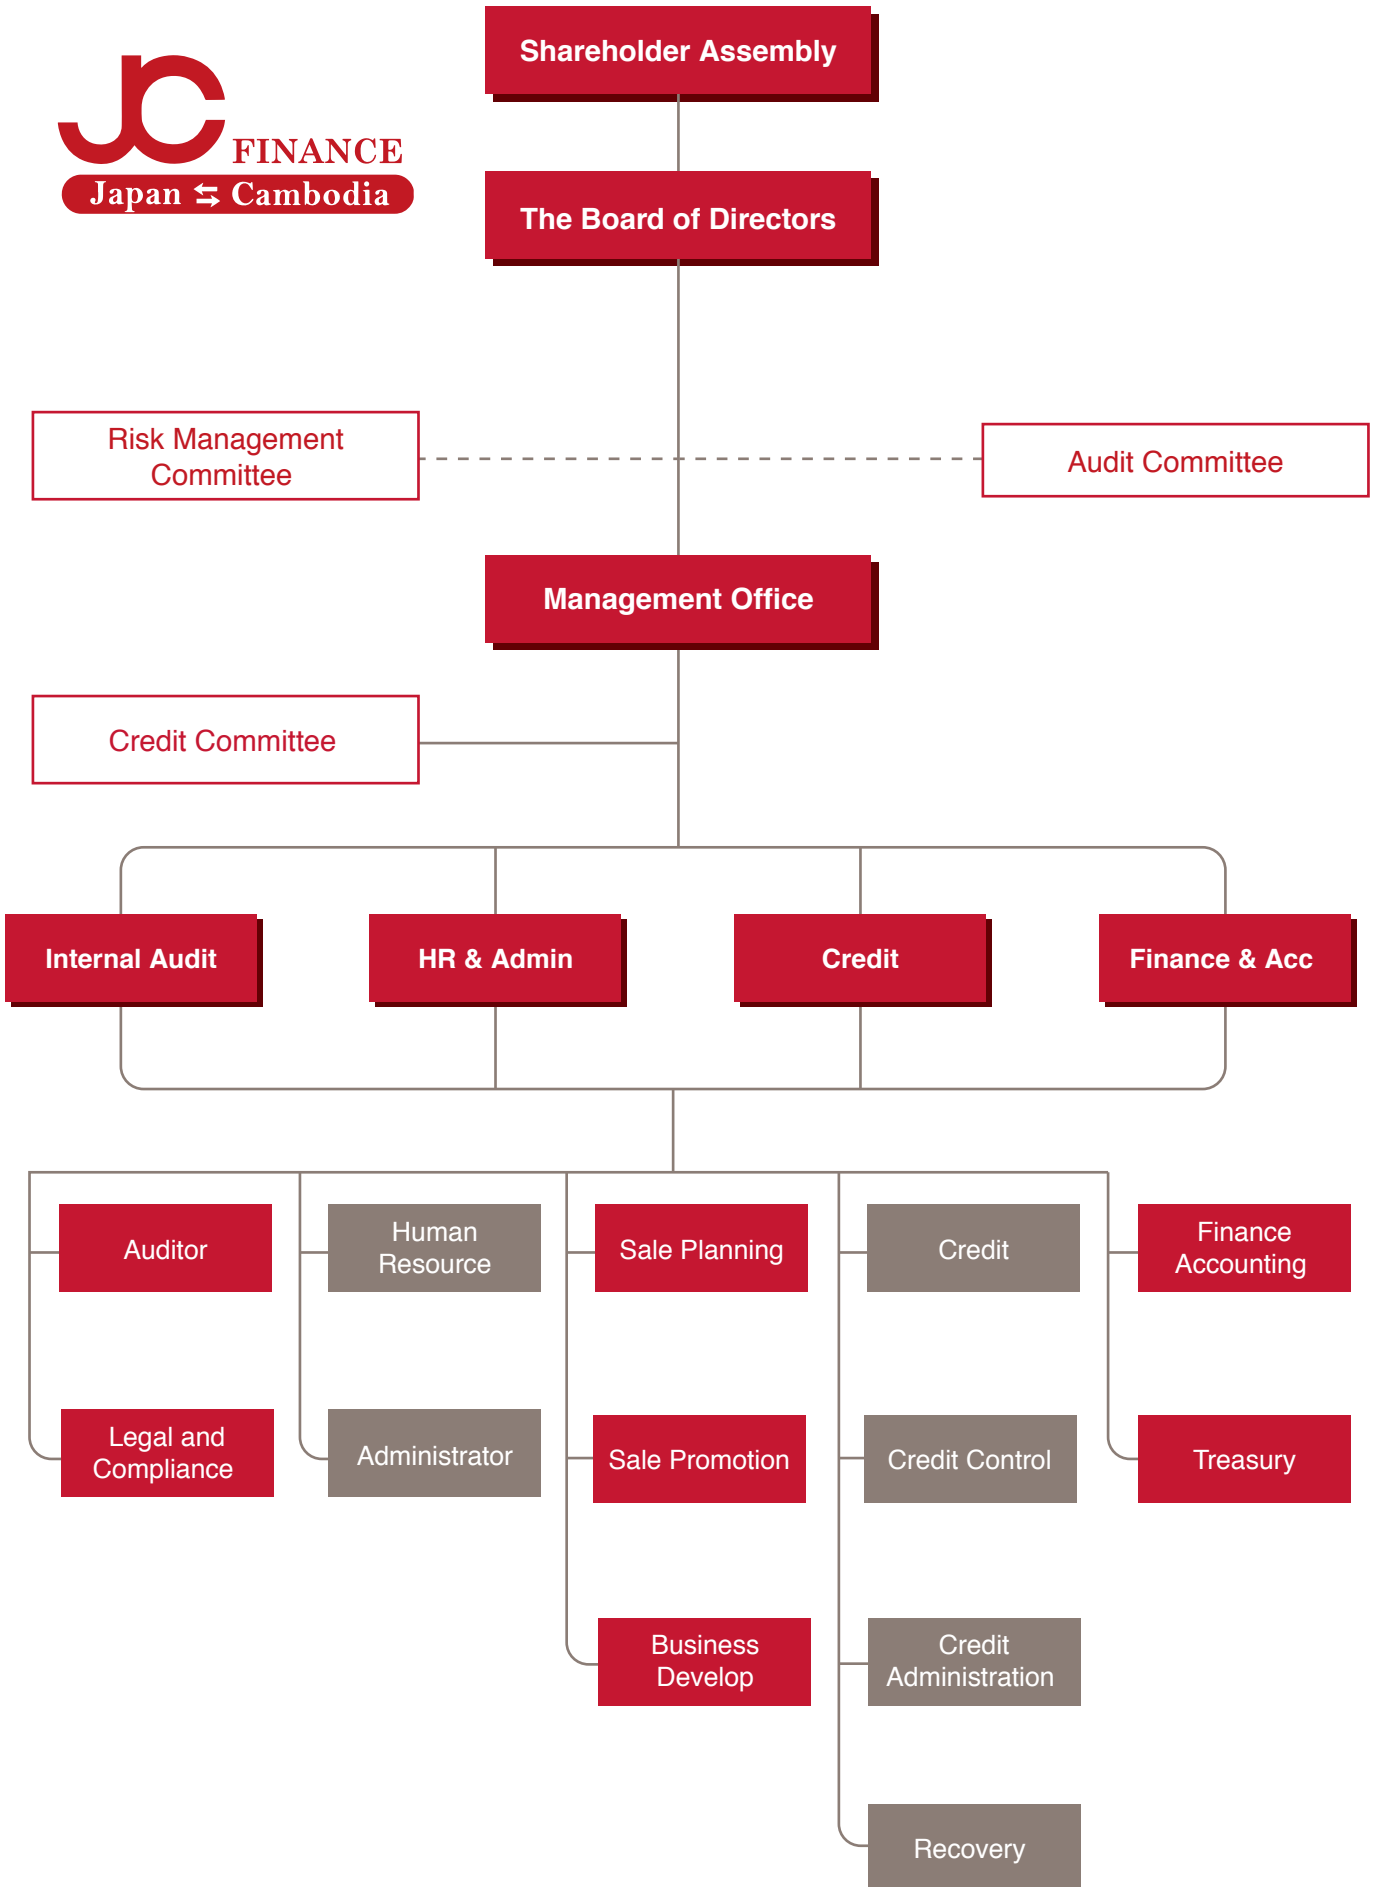 Shareholder Assembly
JC
FINANCE
Japan ⇆ Cambodia
The Board of Directors
Risk Management
Committee
Audit Committee
Management Office
Credit Committee
Internal Audit
HR & Admin
Credit
Finance & Acc
Auditor
Human
Resource
Sale Planning
Credit
Finance
Accounting
Legal and
Compliance
Administrator
Sale Promotion
Credit Control
Treasury
Business
Develop
Credit
Administration
Recovery